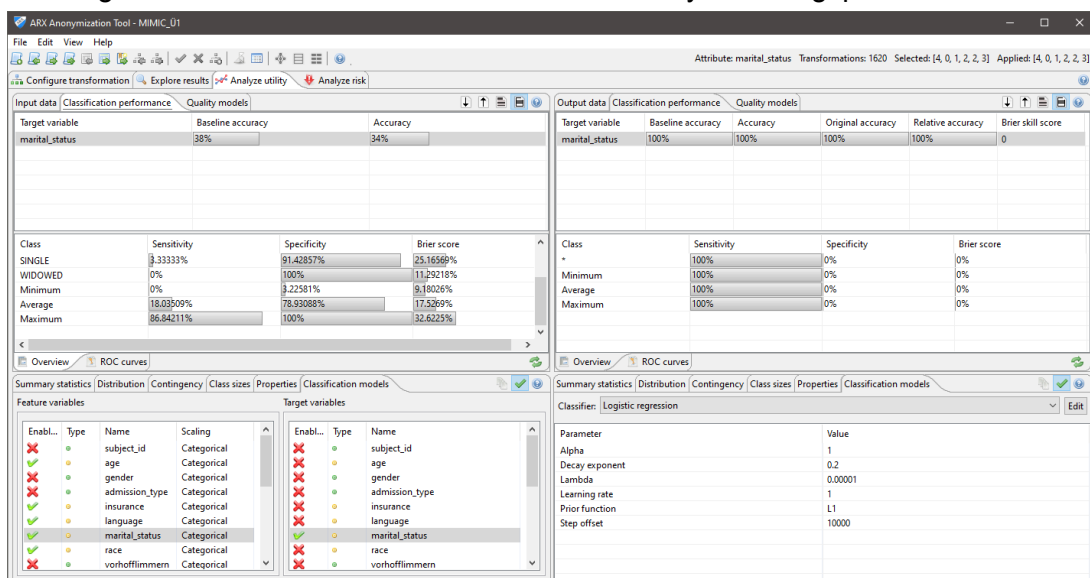 ARX Anonymization Tool - MIMIC_Ü1
File Edit View Help
Attribute: marital_status Transformations: 1620 Selected: [4, 0, 1, 2, 2, 3] Applied: [4, 0, 1, 2, 2, 3]
Configure transformation Explore results Analyze utility Analyze risk
Input data Classification performance Quality models
Target variable Baseline accuracy Accuracy
marital_status 38% 34%
Class Sensitivity Specificity Brier score
SINGLE 3.33333% 91.42857% 25.16569%
WIDOWED 0% 100% 11.29218%
Minimum 0% 3.22581% 9.18026%
Average 18.03509% 78.93088% 17.5269%
Maximum 86.84211% 100% 32.6225%
Overview ROC curves
Output data Classification performance Quality models
Target variable Baseline accuracy Accuracy Original accuracy Relative accuracy Brier skill score
marital_status 100% 100% 100% 100% 0
Class Sensitivity Specificity Brier score
* 100% 0% 0%
Minimum 100% 0% 0%
Average 100% 0% 0%
Maximum 100% 0% 0%
Overview ROC curves
Summary statistics Distribution Contingency Class sizes Properties Classification models
Feature variables
Enabl... Type Name Scaling
subject_id Categorical
age Categorical
gender Categorical
admission_type Categorical
insurance Categorical
language Categorical
marital_status Categorical
race Categorical
vorhofflimmern Categorical
Target variables
Enabl... Type Name
subject_id
age
gender
admission_type
insurance
language
marital_status
race
vorhofflimmern
Summary statistics Distribution Contingency Class sizes Properties Classification models
Classifier: Logistic regression Edit
Parameter Value
Alpha 1
Decay exponent 0.2
Lambda 0.00001
Learning rate 1
Prior function L1
Step offset 10000